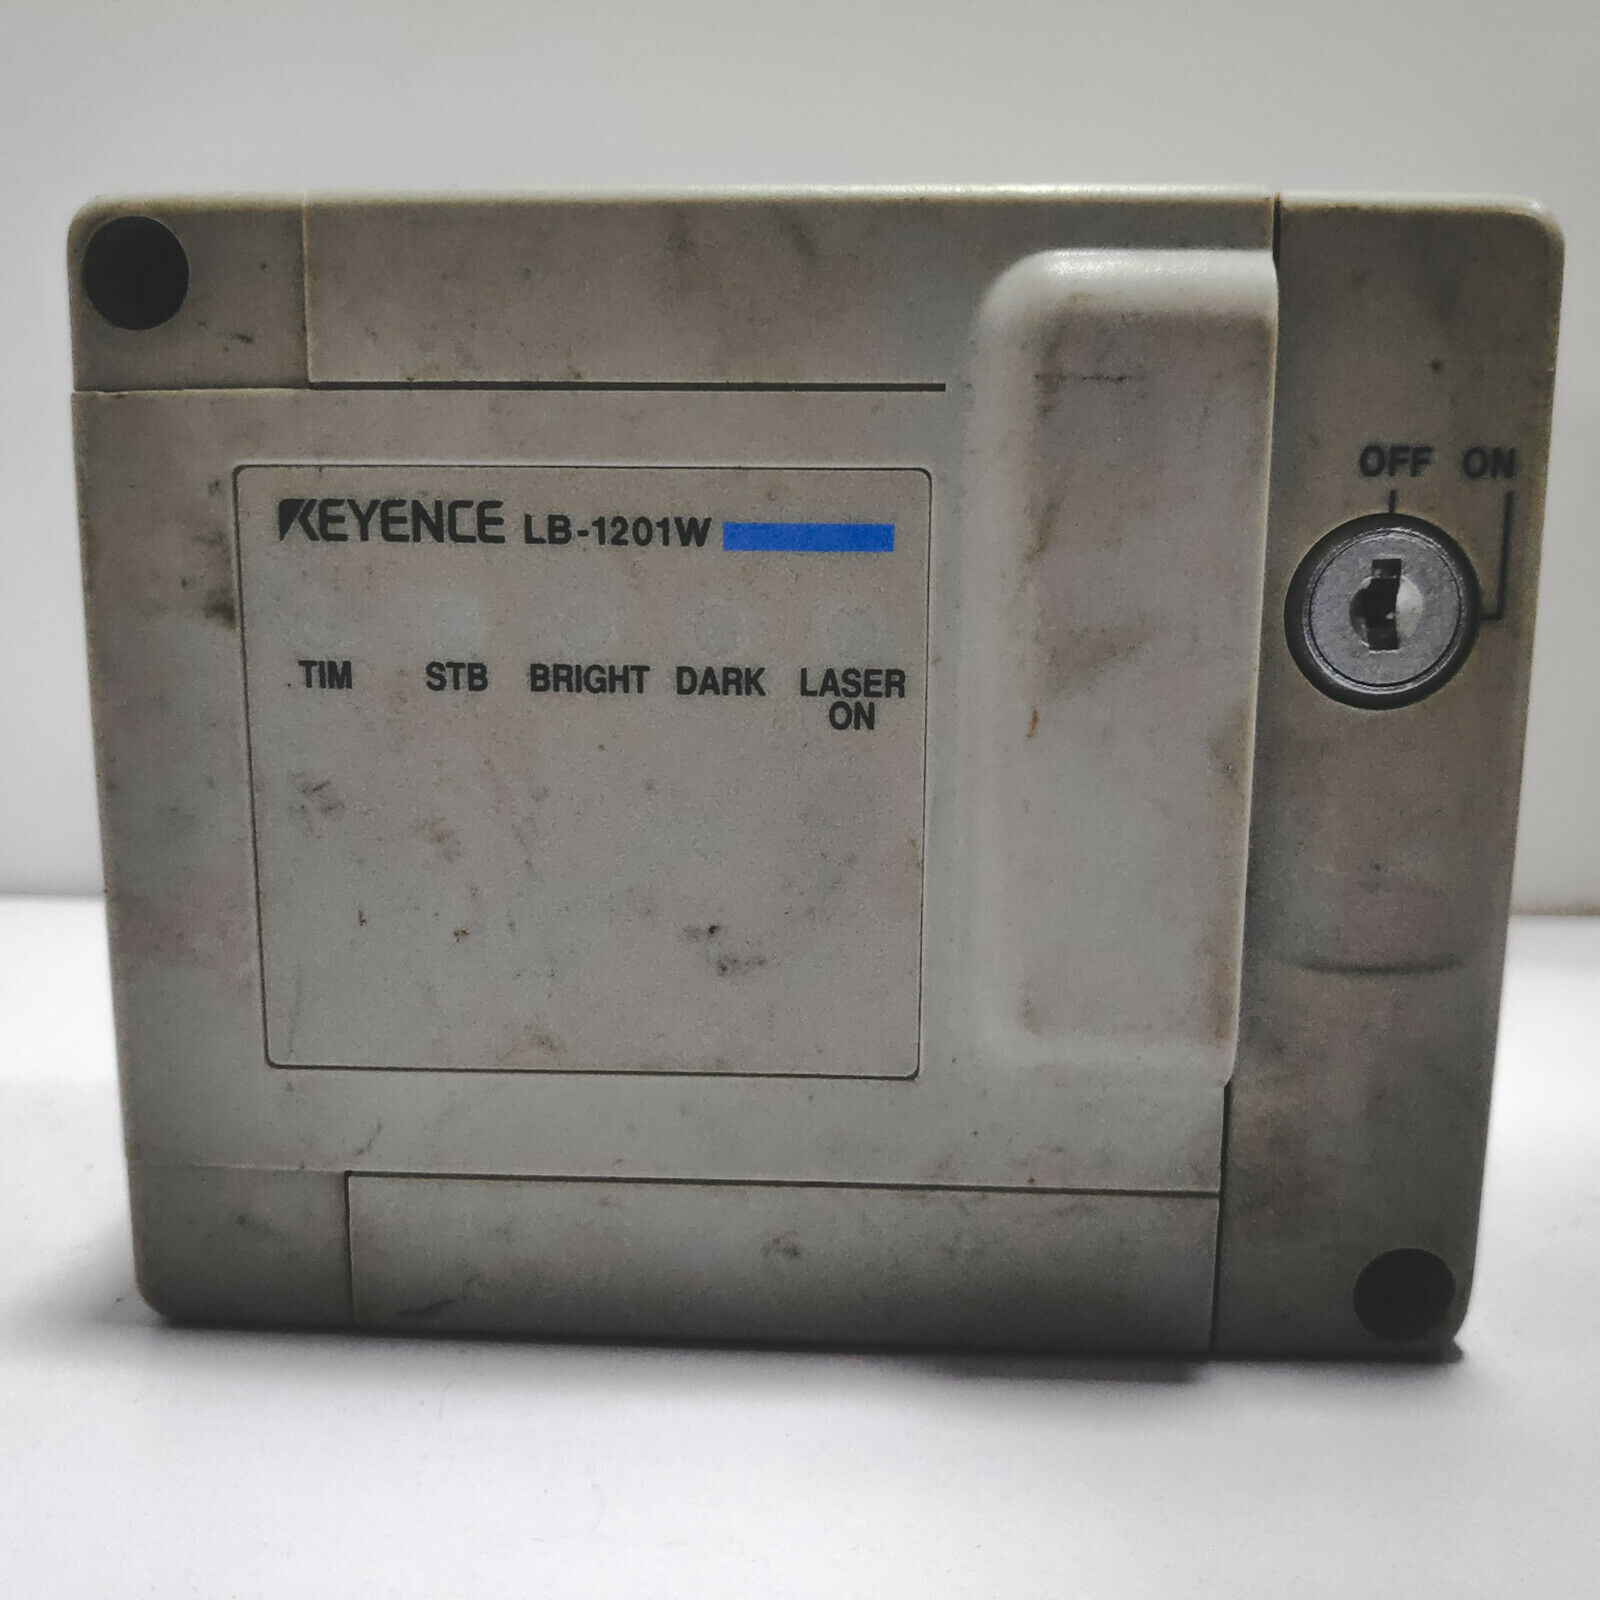 OFF ON
KEYENCE LB-1201W
TIM STB BRIGHT DARK LASER
ON